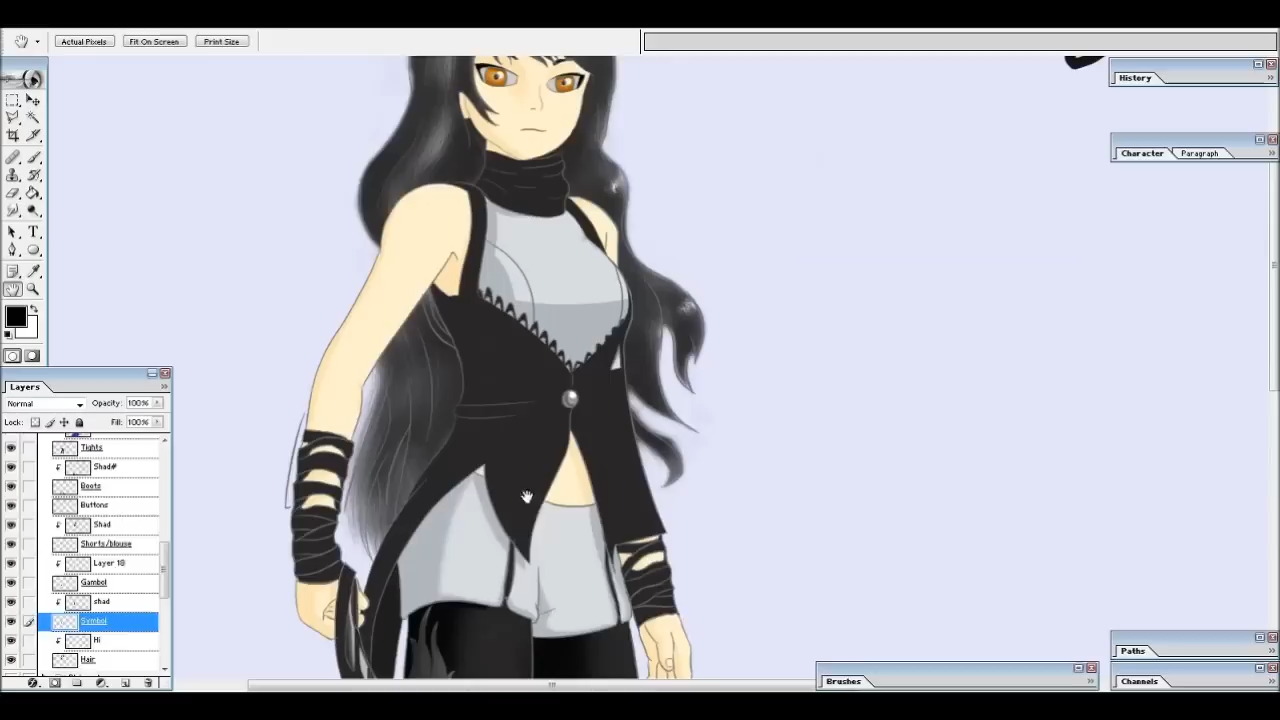 Actual Pixels Fit On Screen Print Size
History
Character Paragraph
Layers
Normal Opacity: 100%
Lock: Fill: 100%
Tights
Shad#
Boots
Buttons
Shad
Shorts/blouse
Layer 18
Gambol
shad
Symbol
Hi
Hair
Brushes
Paths
Channels